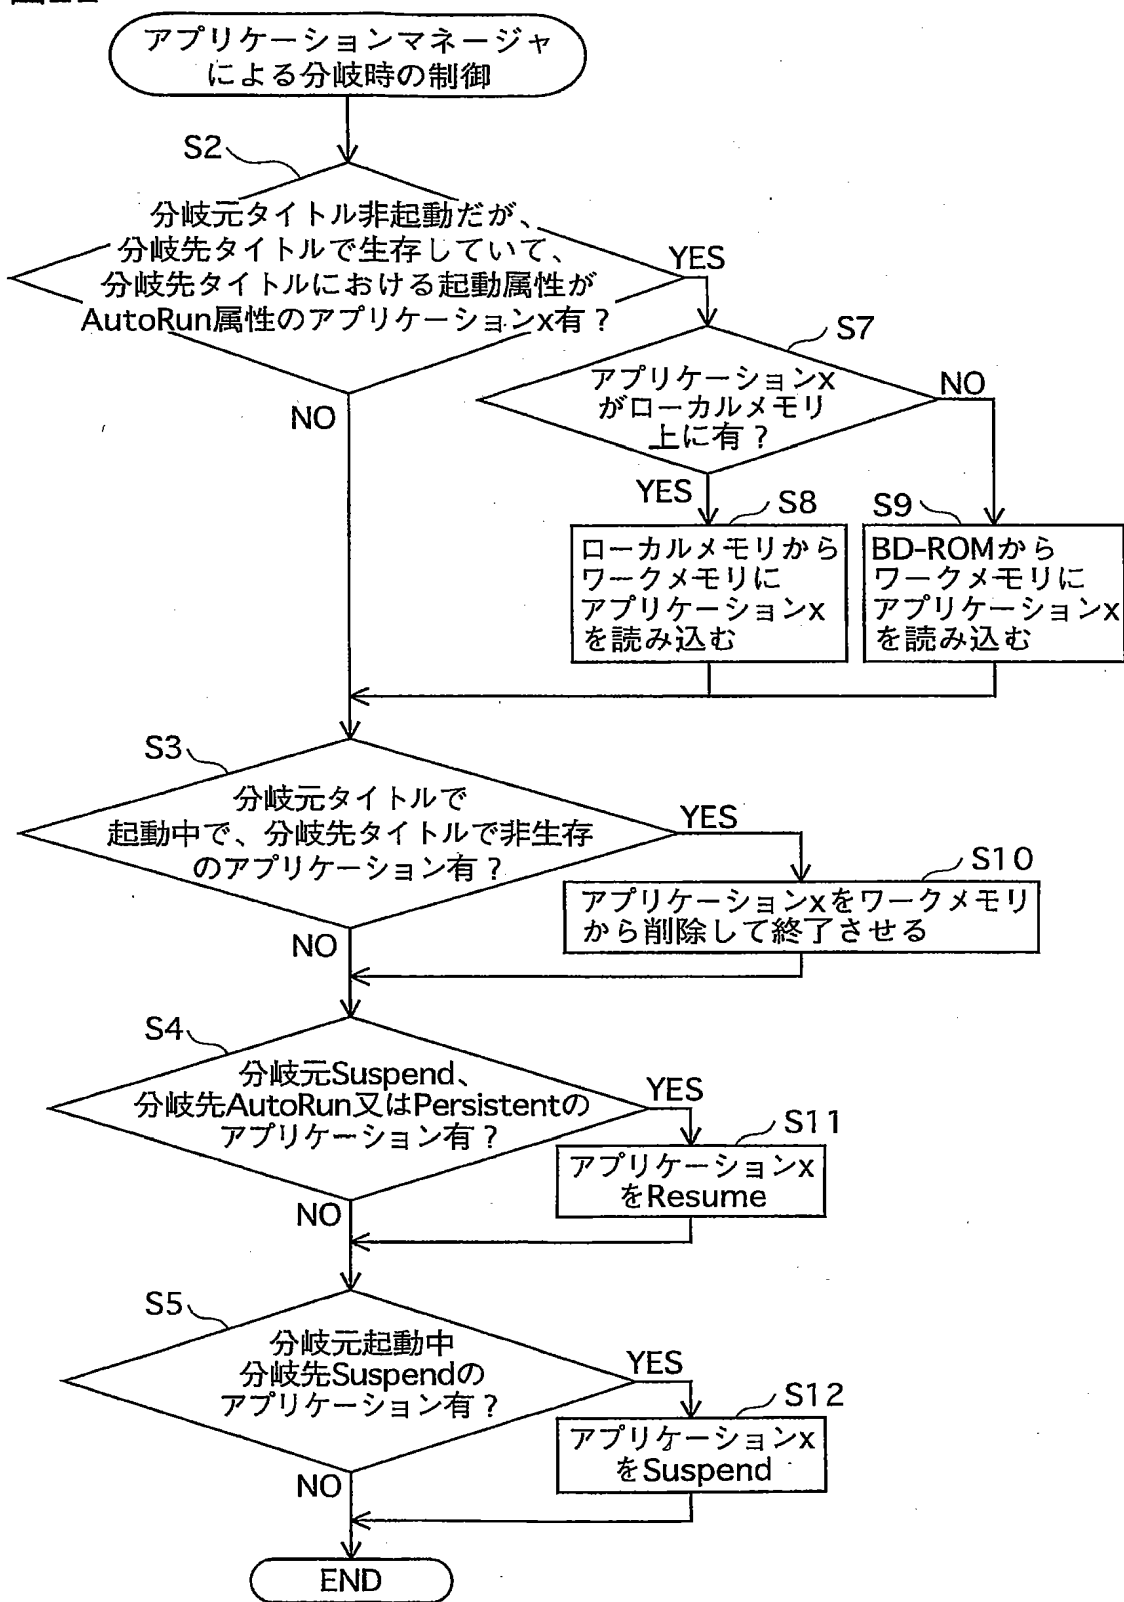 アプリケーションマネージャ
による分岐時の制御
S2
分岐元タイトル非起動だが、
分岐先タイトルで生存していて、
分岐先タイトルにおける起動属性が
AutoRun属性のアプリケーションx有？
YES
NO
S7
アプリケーションx
がローカルメモリ
上に有？
NO
YES
S8
ローカルメモリから
ワークメモリに
アプリケーションx
を読み込む
S9
BD-ROMから
ワークメモリに
アプリケーションx
を読み込む
S3
分岐元タイトルで
起動中で、分岐先タイトルで非生存
のアプリケーション有？
YES
NO
S10
アプリケーションxをワークメモリ
から削除して終了させる
S4
分岐元Suspend、
分岐先AutoRun又はPersistentの
アプリケーション有？
YES
NO
S11
アプリケーションx
をResume
S5
分岐元起動中
分岐先Suspendの
アプリケーション有？
YES
NO
S12
アプリケーションx
をSuspend
END